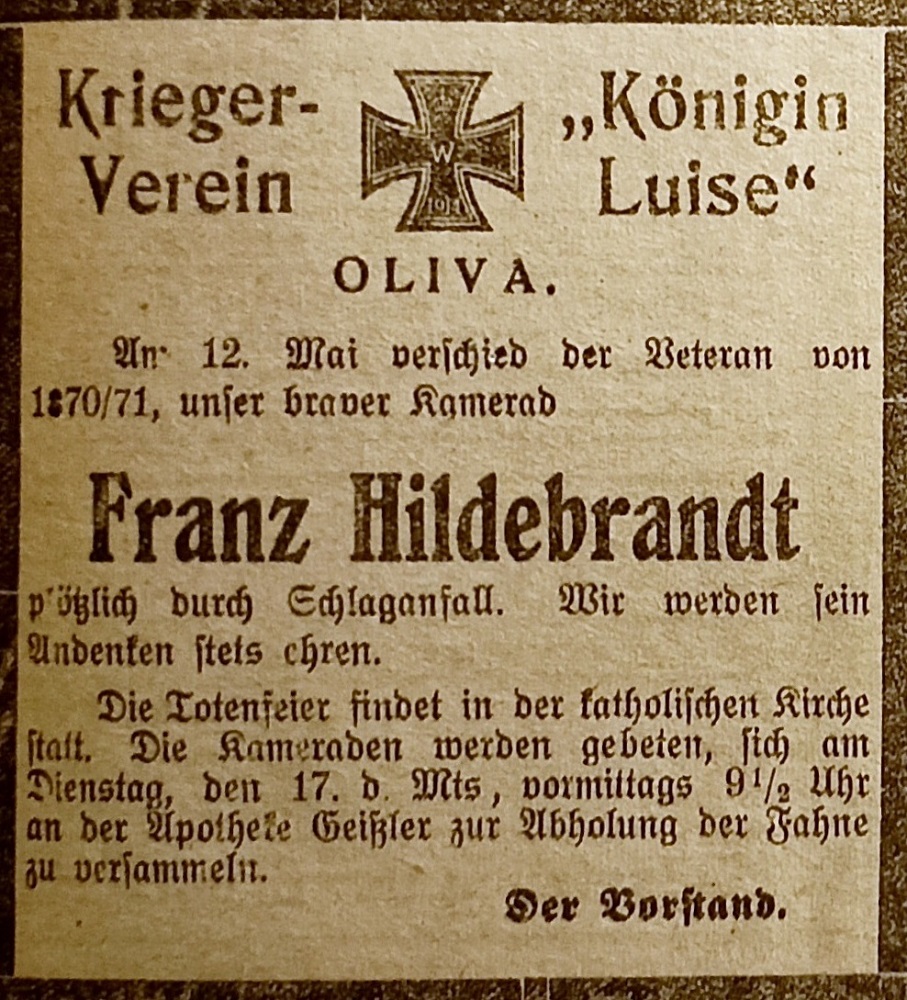 Krieger-
Verein
„Königin
Luise“
W
1914
OLIVA.
Am 12. Mai verschied der Veteran von
1870/71, unser braver Kamerad
Franz Hildebrandt
plötzlich durch Schlaganfall. Wir werden sein
Andenken stets ehren.
Die Totenfeier findet in der katholischen Kirche
statt. Die Kameraden werden gebeten, sich am
Dienstag, den 17. d. Mts, vormittags 9 1/2 Uhr
an der Apotheke Geißler zur Abholung der Fahne
zu versammeln.
Der Vorstand.